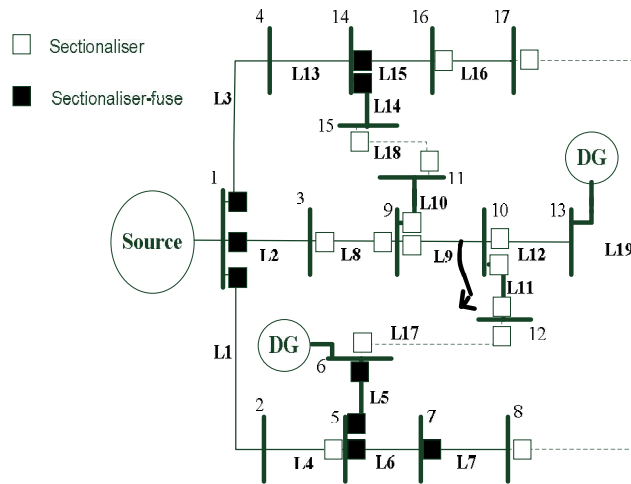 4 14 16 17
Sectionaliser
L13 L15 L16
Sectionaliser-fuse
L3 L14
15
L18 DG
1 11
3 9 L10 10 13
Source
L2 L8 L9 L12 L19
L11
L1 L17 12
DG
6
L5
2 5 7 8
L4 L6 L7